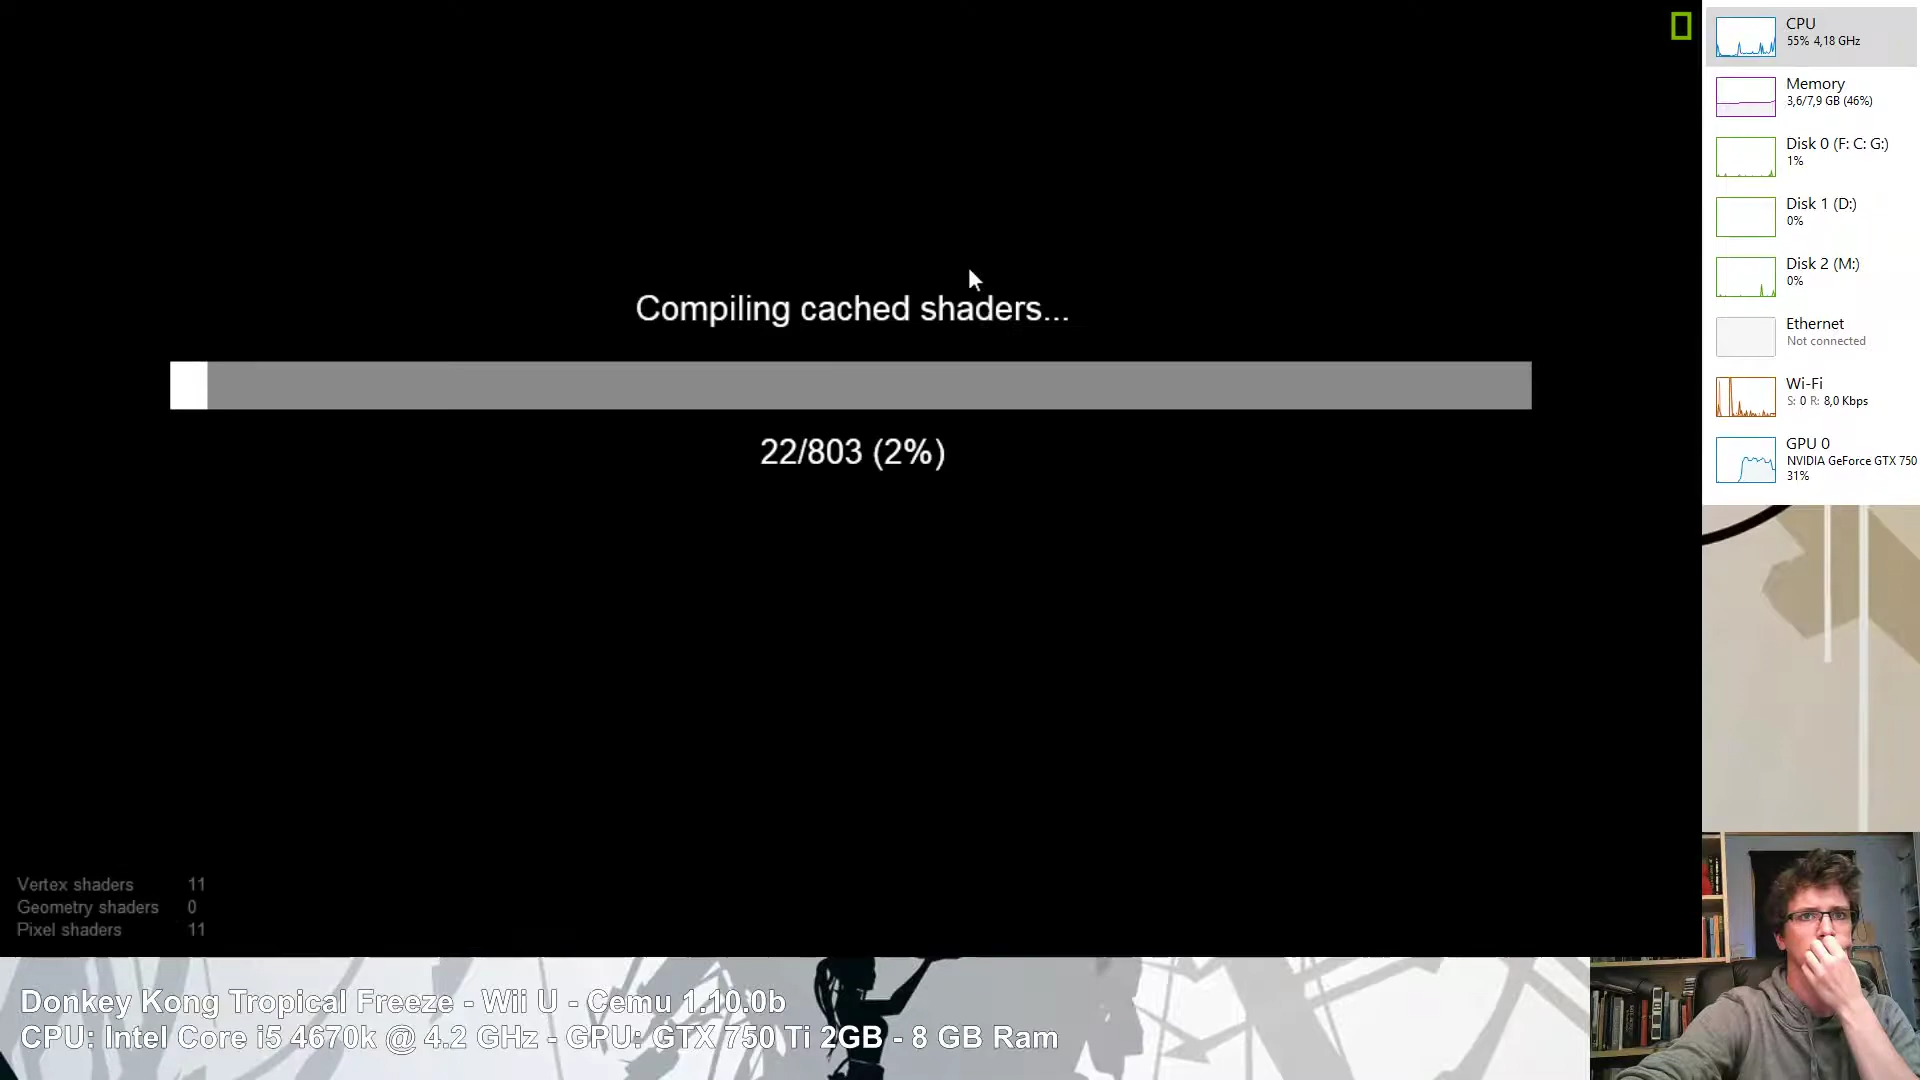 Compiling cached shaders...
22/803 (2%)
Vertex shaders 11
Geometry shaders 0
Pixel shaders 11
CPU
55% 4,18 GHz
Memory
3,6/7,9 GB (46%)
Disk 0 (F: C: G:)
1%
Disk 1 (D:)
0%
Disk 2 (M:)
0%
Ethernet
Not connected
Wi-Fi
S: 0 R: 8,0 Kbps
GPU 0
NVIDIA GeForce GTX 750
31%
Donkey Kong Tropical Freeze - Wii U - Cemu 1.10.0b
CPU: Intel Core i5 4670k @ 4.2 GHz - GPU: GTX 750 Ti 2GB - 8 GB Ram